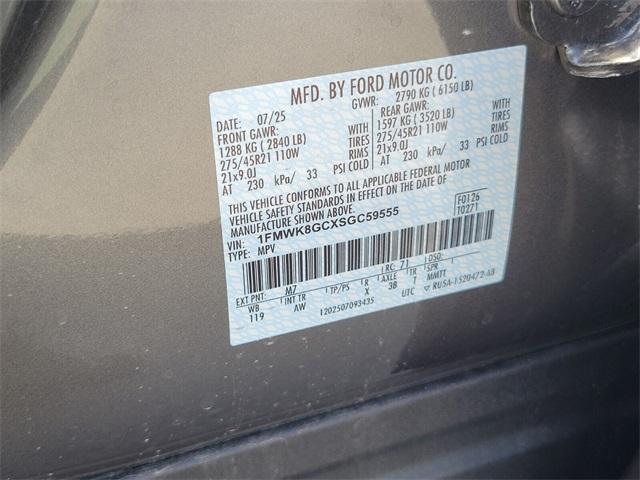 MFD. BY FORD MOTOR CO.
DATE: 07/25 GVWR: 2790 KG ( 6150 LB)
FRONT GAWR: REAR GAWR:
1288 KG ( 2840 LB) WITH 1597 KG ( 3520 LB) WITH
275/45R21 110W TIRES 275/45R21 110W TIRES
21x9.0J RIMS 21x9.0J RIMS
AT 230 kPa/ 33 PSI COLD AT 230 kPa/ 33 PSI COLD
THIS VEHICLE CONFORMS TO ALL APPLICABLE FEDERAL MOTOR
VEHICLE SAFETY AND BUMPER STANDARDS IN EFFECT ON THE DATE OF
MANUFACTURE SHOWN ABOVE.
VIN: 1FMWK8GCXSGC59555 F0126
TYPE: MPV T0271
EXT PNT: M7 RC: 71 DSO:
WB INT TR TP/PS R AXLE TR SPR
119 AW X 3B 7 MMTT
1202507093435 UTC ▽ RU5A-1520472-AB